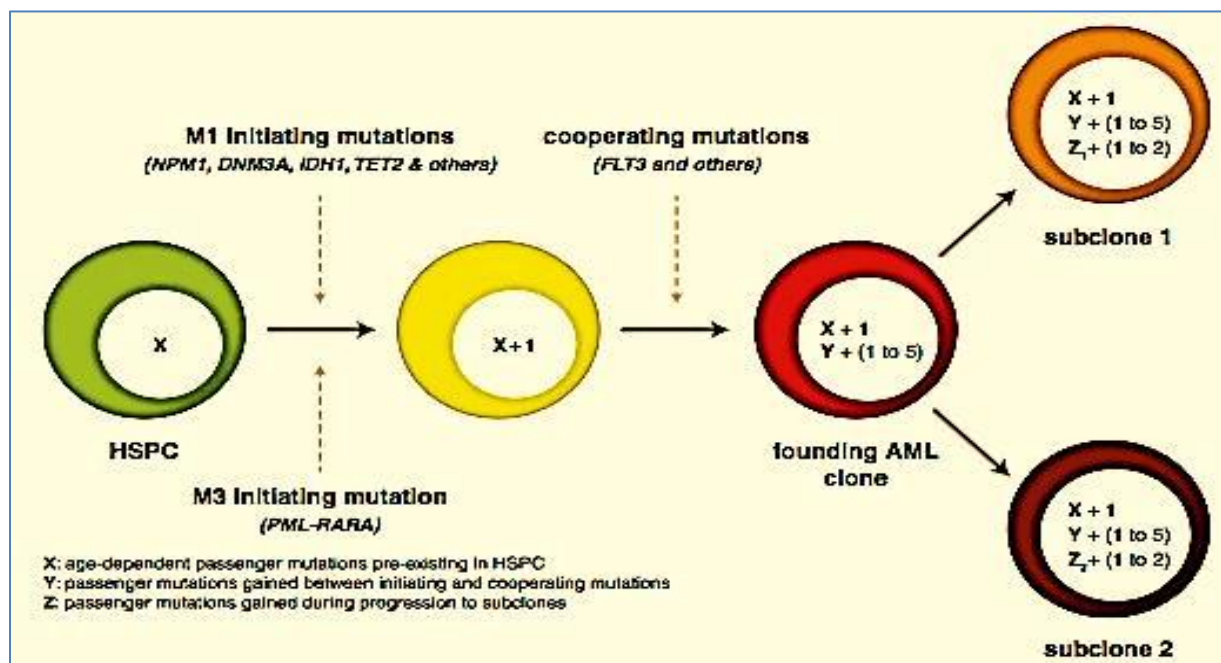 M1 Initiating mutations
(NPM1, DNM3A, IDH1, TET2 & others)
cooperating mutations
(FLT3 and others)
X
HSPC
X+1
M3 Initiating mutation
(PML-RARA)
X + 1
Y + (1 to 5)
founding AML
clone
X + 1
Y + (1 to 5)
Z1 + (1 to 2)
subclone 1
X + 1
Y + (1 to 5)
Z2 + (1 to 2)
subclone 2
X: age-dependent passenger mutations pre-existing in HSPC
Y: passenger mutations gained between initiating and cooperating mutations
Z: passenger mutations gained during progression to subclones